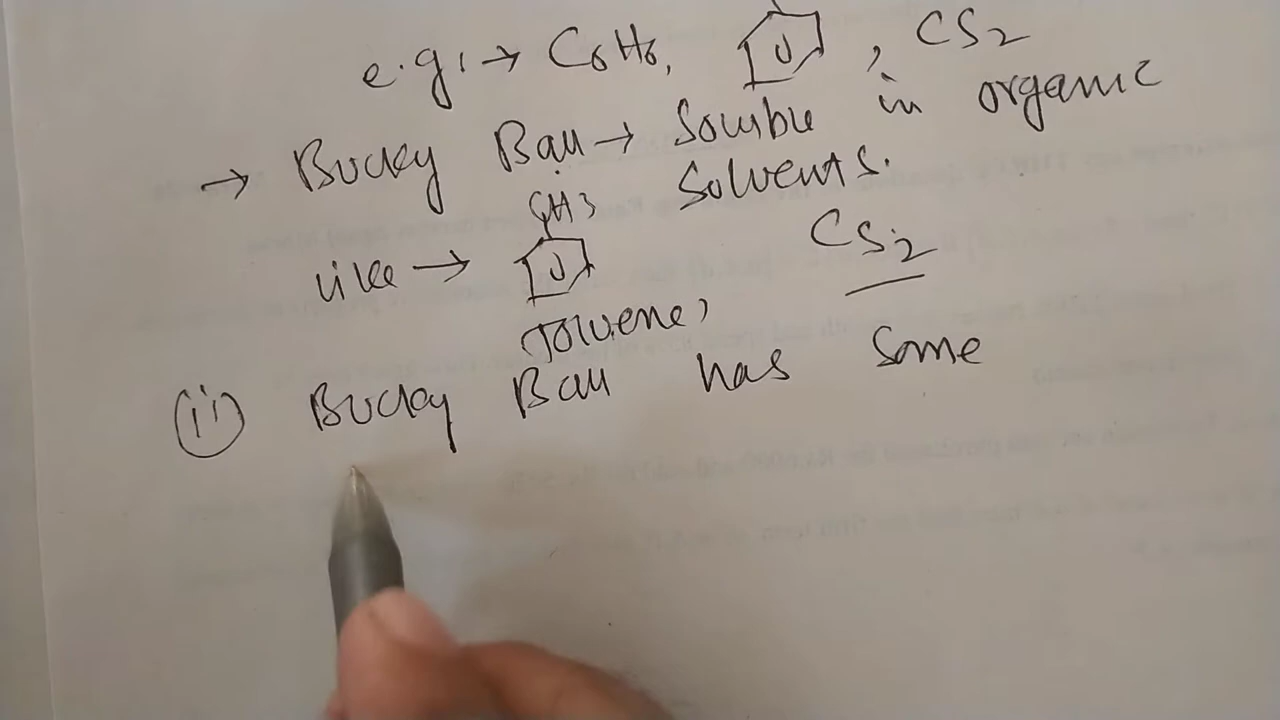 e.g. → C6H6, , CS2
→ Bucky Ball → Soluble in organic
Solvents.
CH3
like → CS2
Toluene,
(ii) Bucky Ball has some